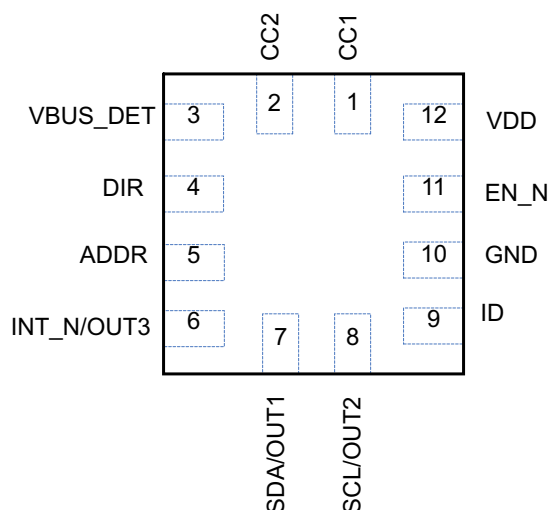 CC2
CC1
2
1
VBUS_DET
3
12
VDD
DIR
4
11
EN_N
ADDR
5
10
GND
INT_N/OUT3
6
9
ID
7
8
SDA/OUT1
SCL/OUT2